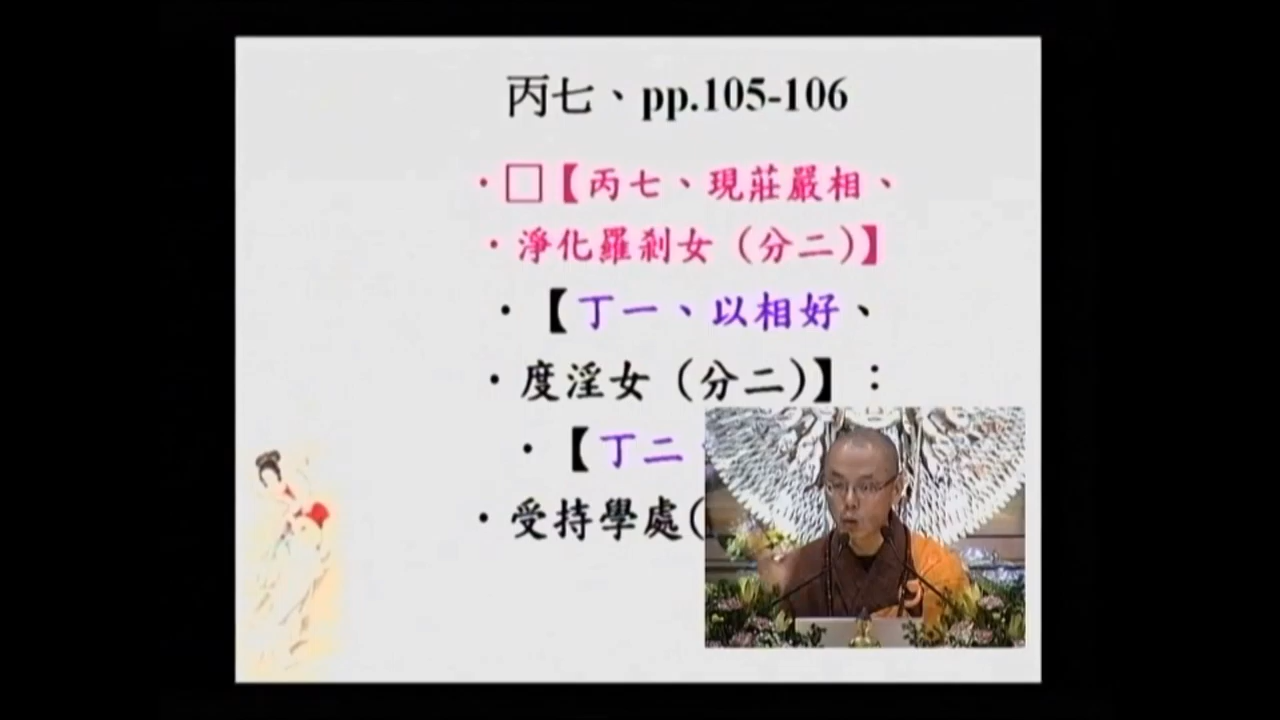 丙七、pp.105-106
·□【丙七、現莊嚴相、
·淨化羅剎女（分二）】
·【丁一、以相好、
·度淫女（分二）】：
·【丁二
·受持學處(